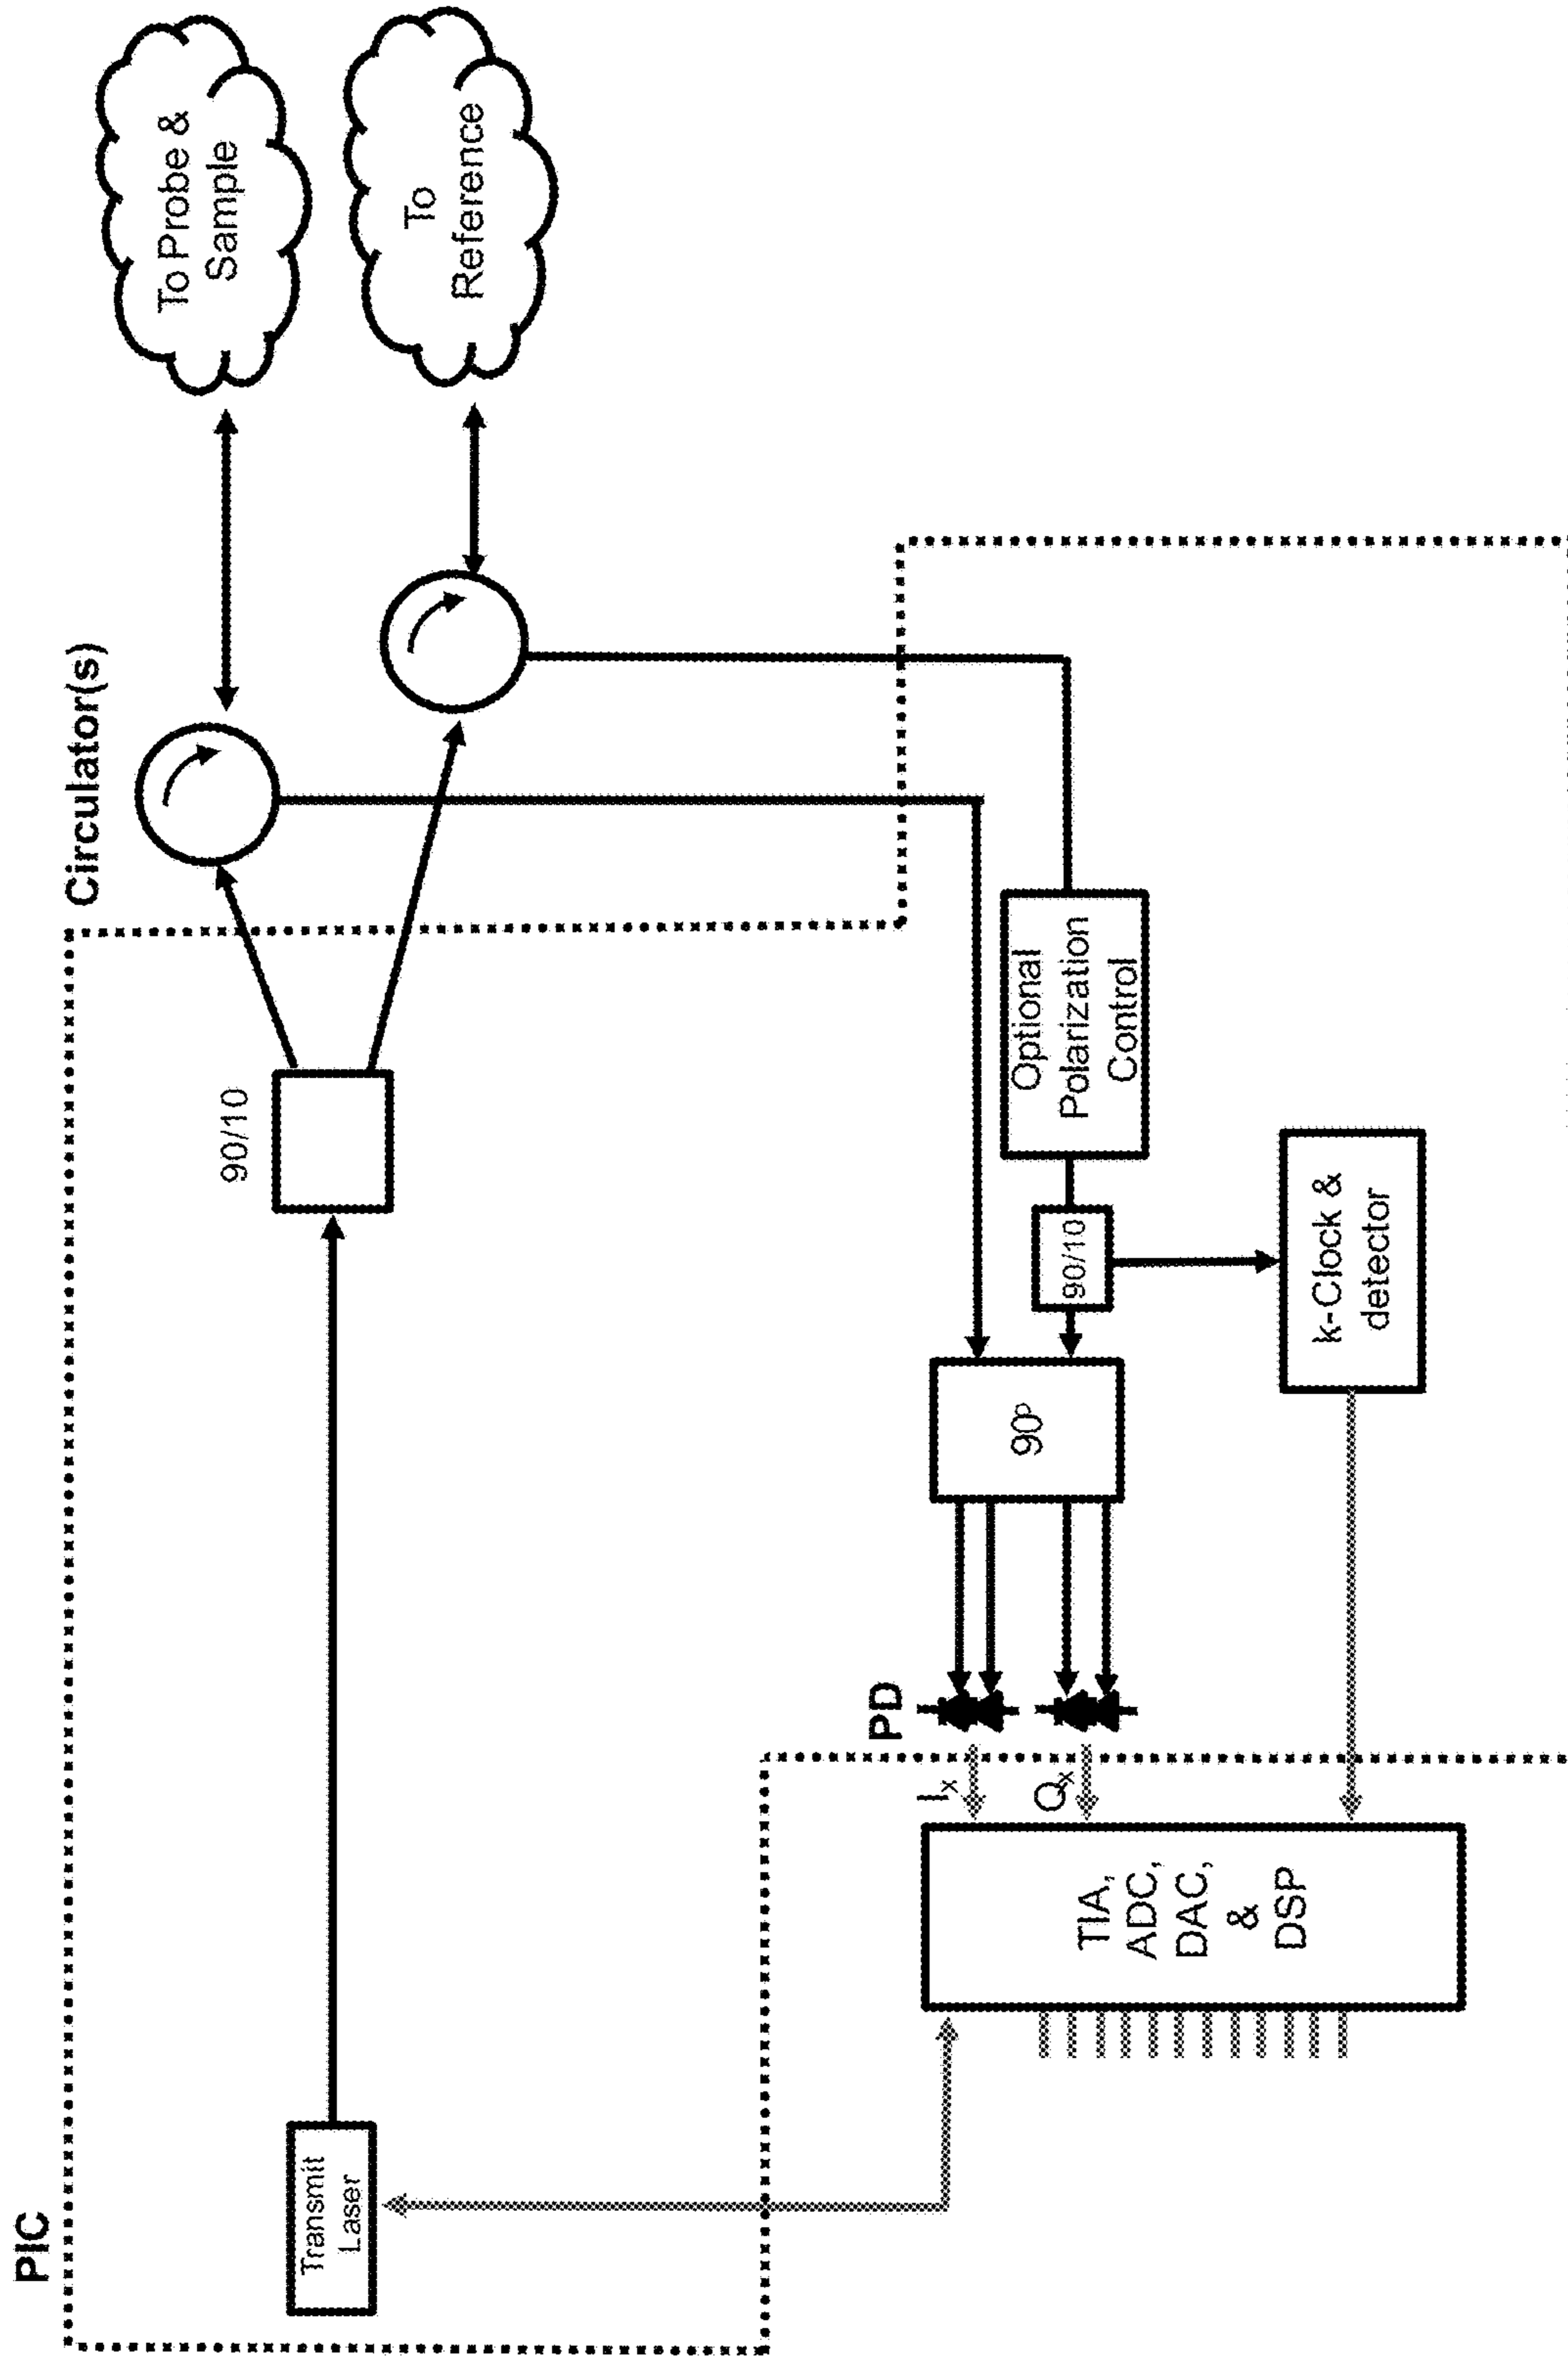 PIC
Circulator(s)
Transmit
Laser
90/10
To Probe &
Sample
To
Reference
PD
Ix
Qx
90°
90/10
Optional
Polarization
Control
TIA,
ADC,
DAC,
&
DSP
k-Clock &
detector